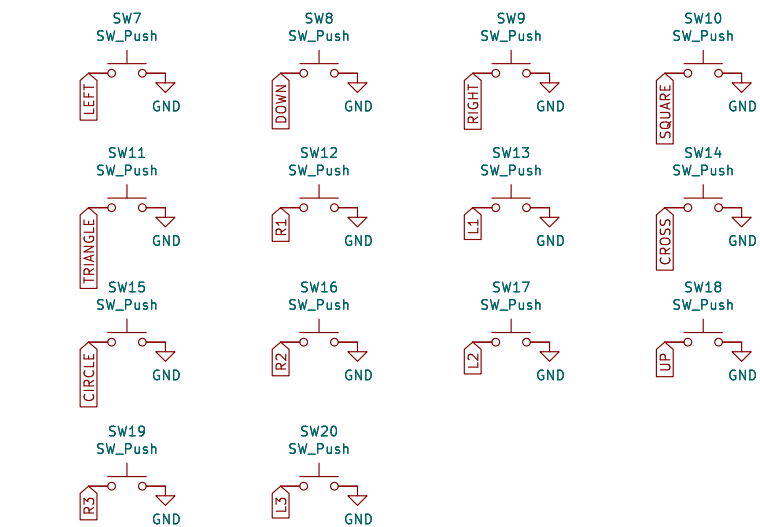 SW7
SW_Push
LEFT
GND
SW8
SW_Push
DOWN
GND
SW9
SW_Push
RIGHT
GND
SW10
SW_Push
SQUARE
GND
SW11
SW_Push
TRIANGLE
GND
SW12
SW_Push
R1
GND
SW13
SW_Push
L1
GND
SW14
SW_Push
CROSS
GND
SW15
SW_Push
CIRCLE
GND
SW16
SW_Push
R2
GND
SW17
SW_Push
L2
GND
SW18
SW_Push
UP
GND
SW19
SW_Push
R3
GND
SW20
SW_Push
L3
GND